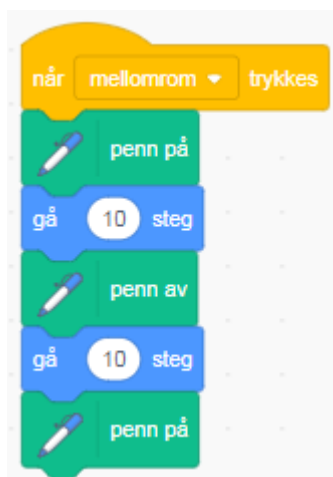 når mellomrom trykkes
penn på
gå 10 steg
penn av
gå 10 steg
penn på